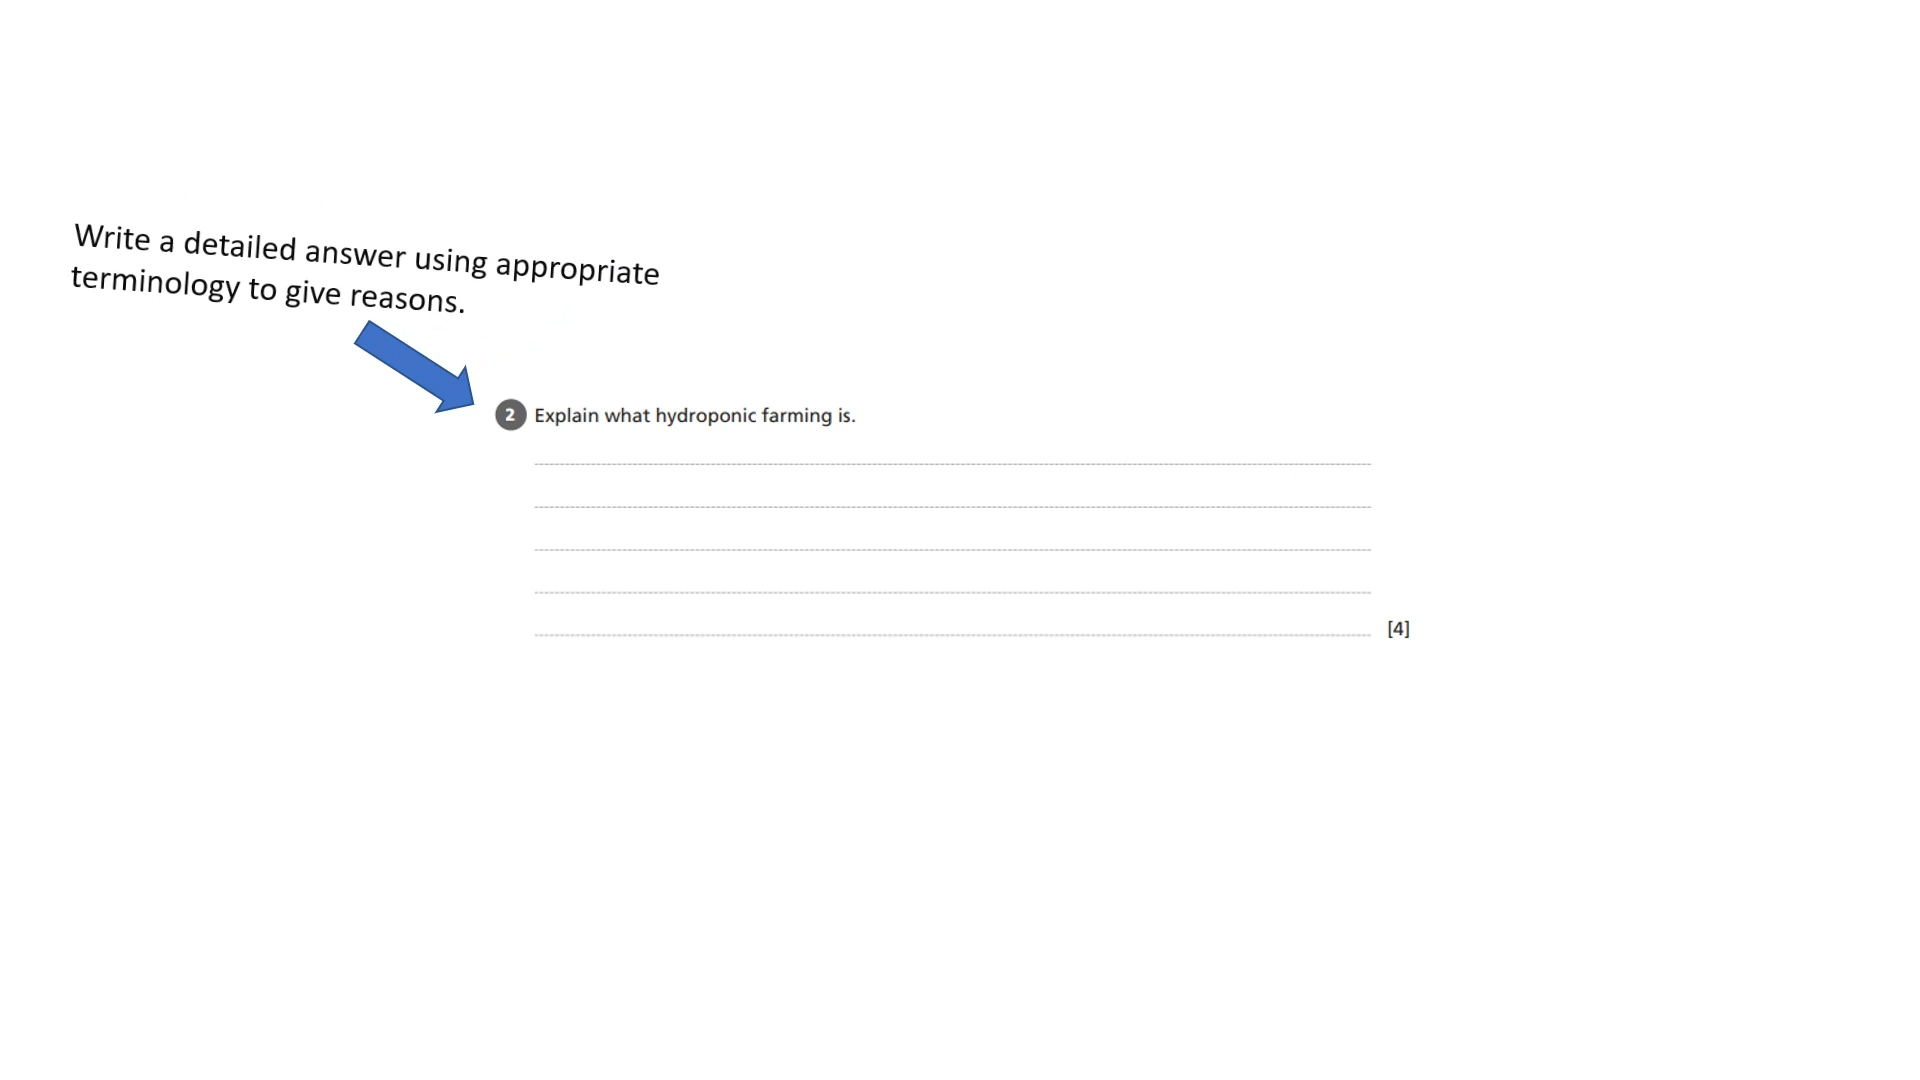 Write a detailed answer using appropriate
terminology to give reasons.
2 Explain what hydroponic farming is.
[4]